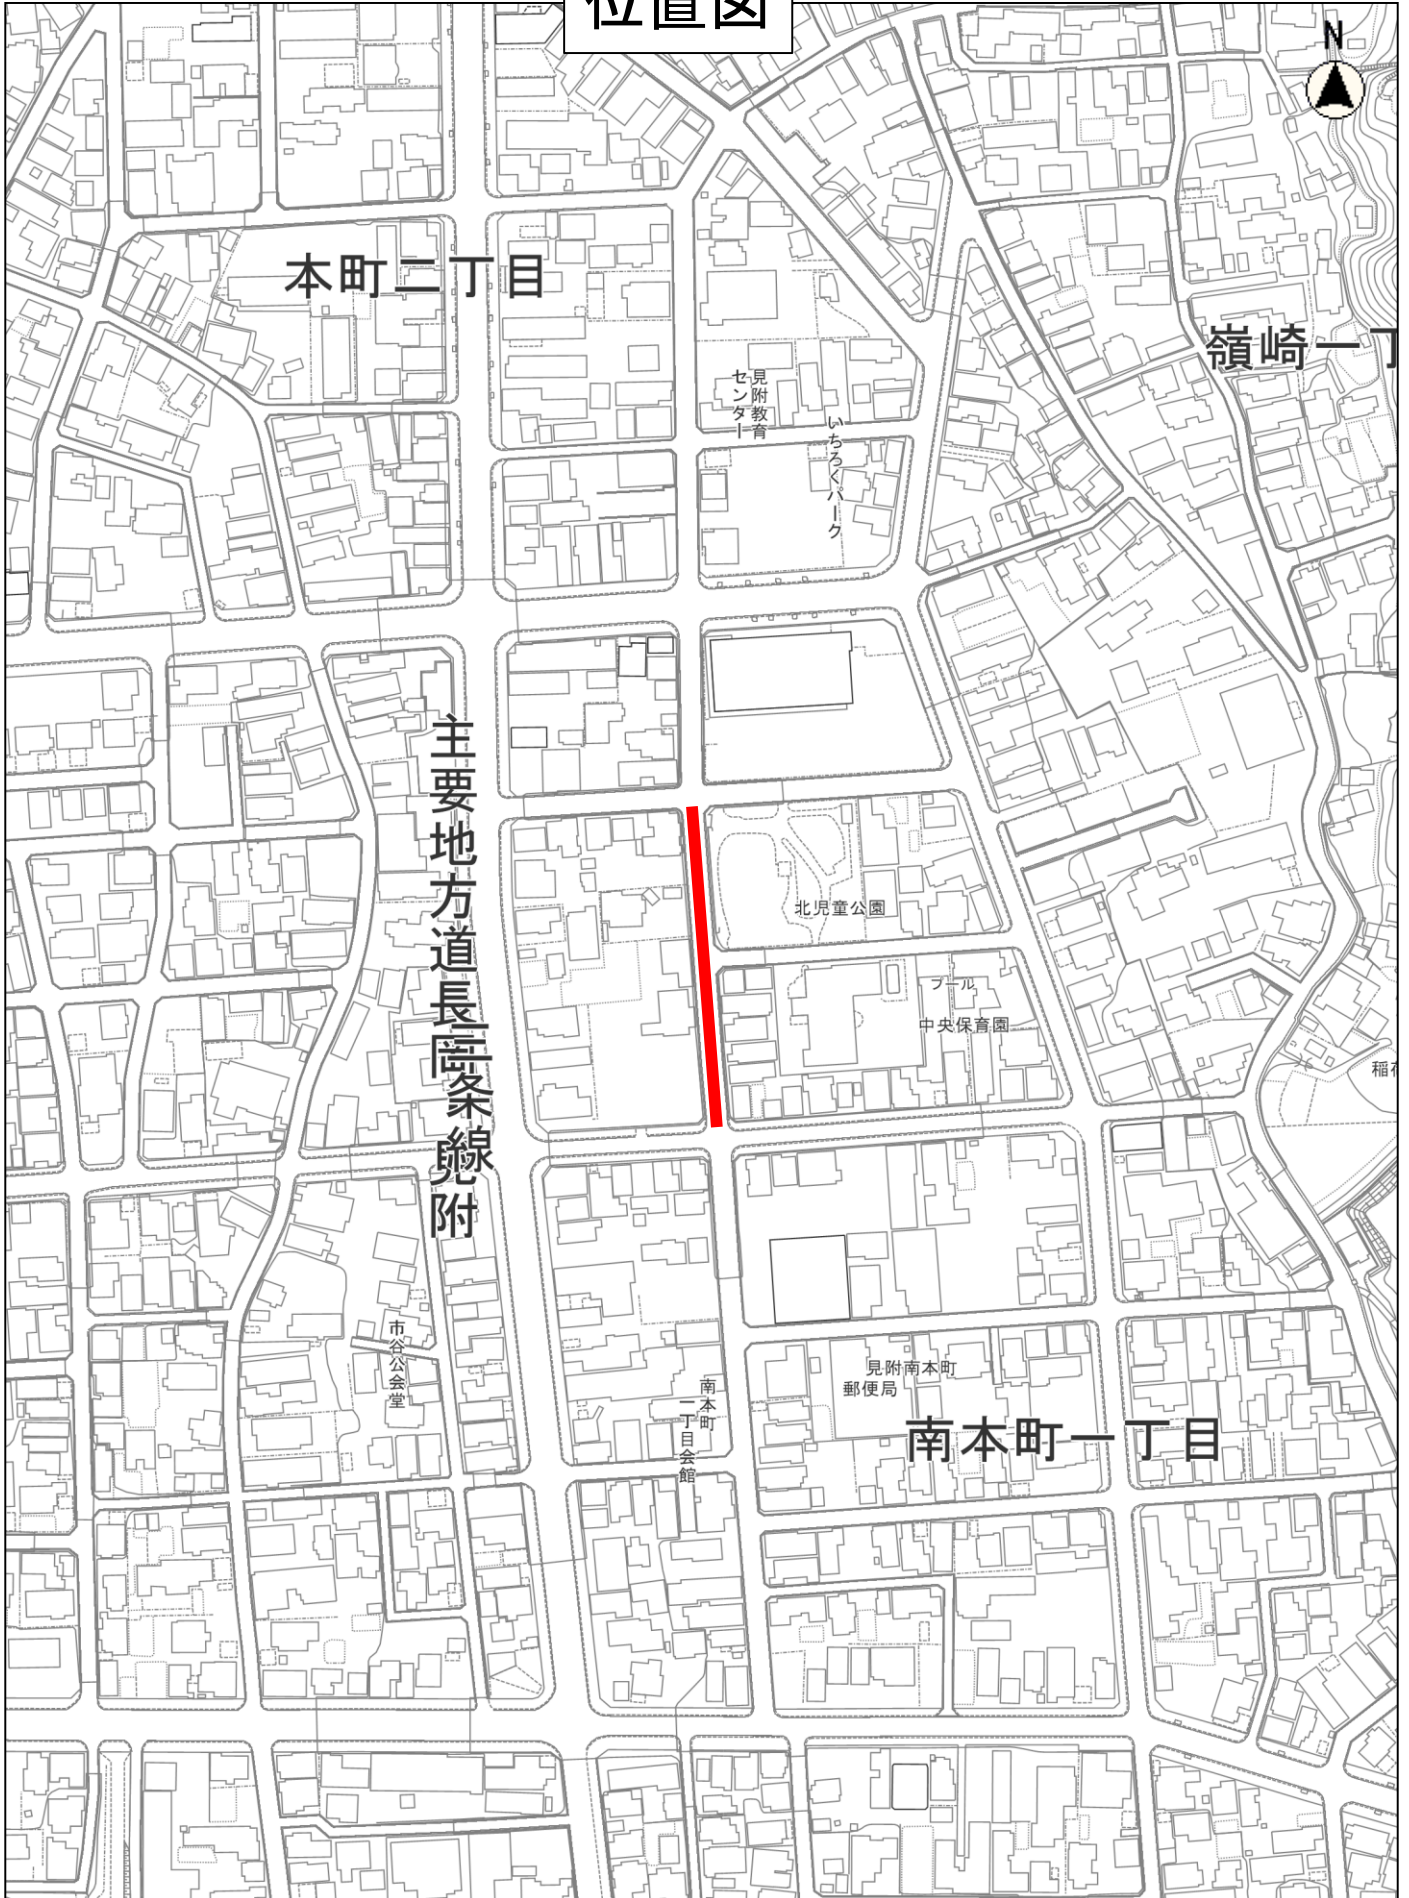 位置図
N
本町二丁目
嶺崎一丁
見附教育
センター
いちろくパーク
主要地方道長岡三条線
見附
北児童公園
プール
中央保育園
稲荷
市谷公会堂
見附南本町
郵便局
南本町
一丁目会館
南本町一丁目